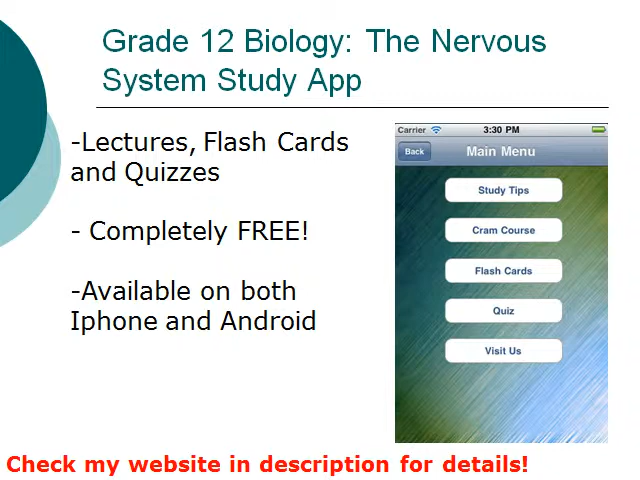 Grade 12 Biology: The Nervous
System Study App
-Lectures, Flash Cards
and Quizzes
- Completely FREE!
-Available on both
Iphone and Android
Carrier 3:30 PM
Back Main Menu
Study Tips
Cram Course
Flash Cards
Quiz
Visit Us
Check my website in description for details!